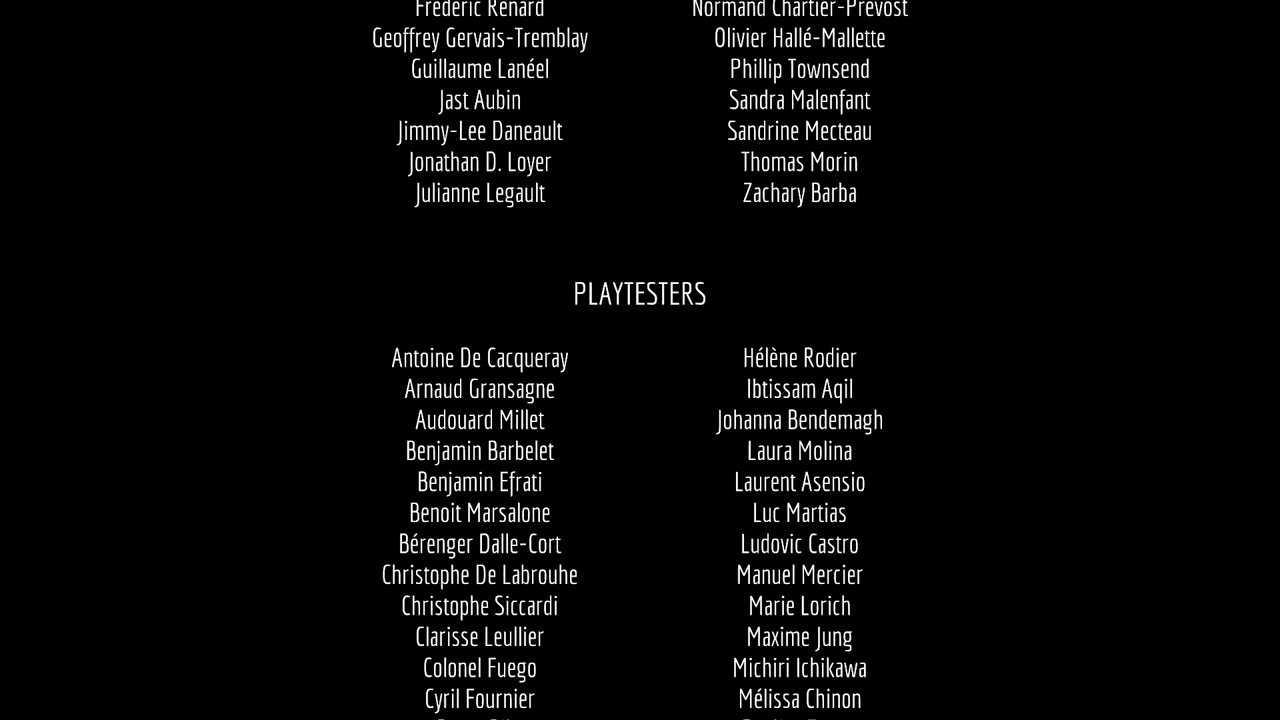 Frédéric Renard
Geoffrey Gervais-Tremblay
Guillaume Lanéel
Jast Aubin
Jimmy-Lee Daneault
Jonathan D. Loyer
Julianne Legault
Normand Chartier-Prévost
Olivier Hallé-Mallette
Phillip Townsend
Sandra Malenfant
Sandrine Mecteau
Thomas Morin
Zachary Barba
PLAYTESTERS
Antoine De Cacqueray
Arnaud Gransagne
Audouard Millet
Benjamin Barbelet
Benjamin Efrati
Benoit Marsalone
Bérenger Dalle-Cort
Christophe De Labrouhe
Christophe Siccardi
Clarisse Leullier
Colonel Fuego
Cyril Fournier
Hélène Rodier
Ibtissam Aqil
Johanna Bendemagh
Laura Molina
Laurent Asensio
Luc Martias
Ludovic Castro
Manuel Mercier
Marie Lorich
Maxime Jung
Michiri Ichikawa
Mélissa Chinon